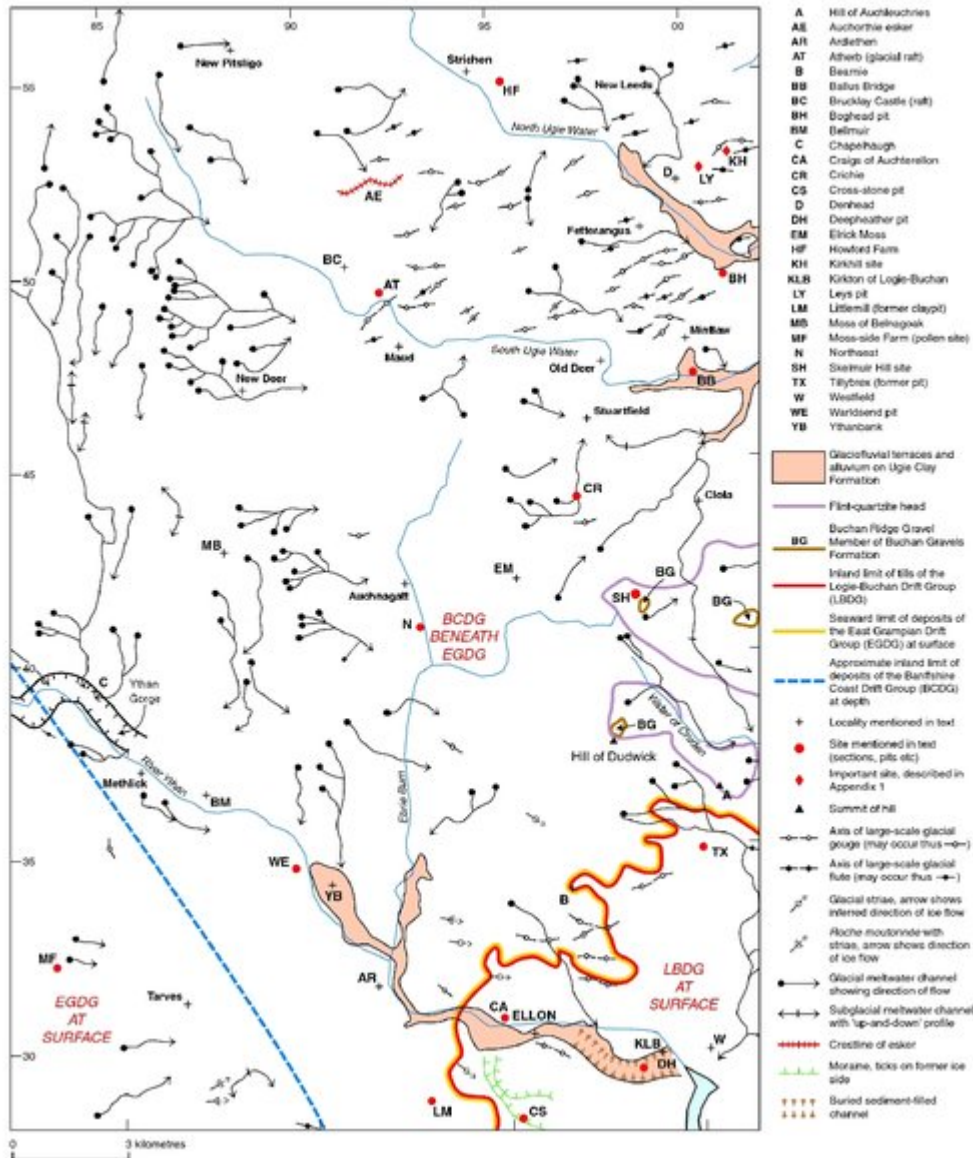 85
90
95
00
55
50
45
40
35
30
New Pitsligo
Strichen
HF
New Leeds
North Ugie Water
KH
LY
D
AE
Fetterangus
BC
AT
BH
Maud
South Ugie Water
Mintlaw
Old Deer
BB
New Deer
Stuartfield
CR
Clola
MB
EM
Auchnagatt
BG
SH
BG
N
BCDG
BENEATH
EGDG
C
Ythan
Gorge
BG
Water of Cruden
Hill of Dudwick
River Ythan
Methlick
BM
Ebrie Burn
A
WE
TX
YB
B
MF
AR
LBDG
AT
SURFACE
EGDG
AT
SURFACE
Tarves
CA
ELLON
KLB
W
DH
LM
CS
0
3 kilometres
A Hill of Auchleuchries
AE Auchorthie esker
AR Ardlethen
AT Atherb (glacial raft)
B Bearnie
BB Ballus Bridge
BC Brucklay Castle (raft)
BH Boghead pit
BM Bellmuir
C Chapelhaugh
CA Craigs of Auchterellon
CR Crichie
CS Cross-stone pit
D Denhead
DH Deepheather pit
EM Elrick Moss
HF Howford Farm
KH Kirkhill site
KLB Kirkton of Logie-Buchan
LY Leys pit
LM Littlemill (former claypit)
MB Moss of Belnagoak
MF Moss-side Farm (pollen site)
N Northseat
SH Skelmuir Hill site
TX Tillybrex (former pit)
W Westfield
WE Warldsend pit
YB Ythanbank
Glaciofluvial terraces and
alluvium on Ugie Clay
Formation
Flint-quartzite head
Buchan Ridge Gravel
BG Member of Buchan Gravels
Formation
Inland limit of tills of the
Logie-Buchan Drift Group
(LBDG)
Seaward limit of deposits of
the East Grampian Drift
Group (EGDG) at surface
Approximate inland limit of
deposits of the Banffshire
Coast Drift Group (BCDG)
at depth
Locality mentioned in text
Site mentioned in text
(sections, pits etc)
Important site, described in
Appendix 1
Summit of hill
Axis of large-scale glacial
gouge (may occur thus
Axis of large-scale glacial
flute (may occur thus
Glacial striae, arrow shows
inferred direction of ice flow
Roche moutonnée with
striae, arrow shows direction
of ice flow
Glacial meltwater channel
showing direction of flow
Subglacial meltwater channel
with 'up-and-down' profile
Crestline of esker
Moraine, ticks on former ice
side
Buried sediment-filled
channel